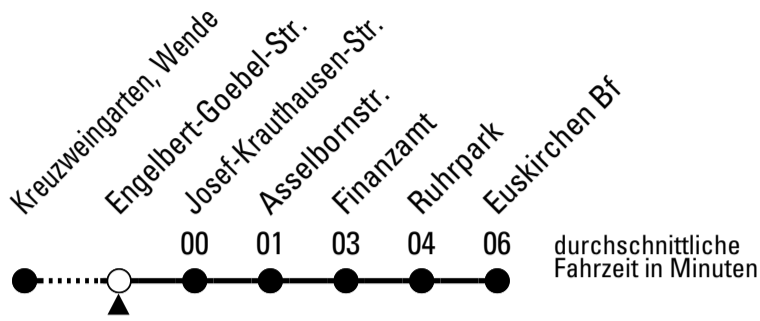 Kreuzweingarten, Wende
Engelbert-Goebel-Str.
Josef-Krauthausen-Str.
Asselbornstr.
Finanzamt
Ruhrpark
Euskirchen Bf
00 01 03 04 06
durchschnittliche
Fahrzeit in Minuten